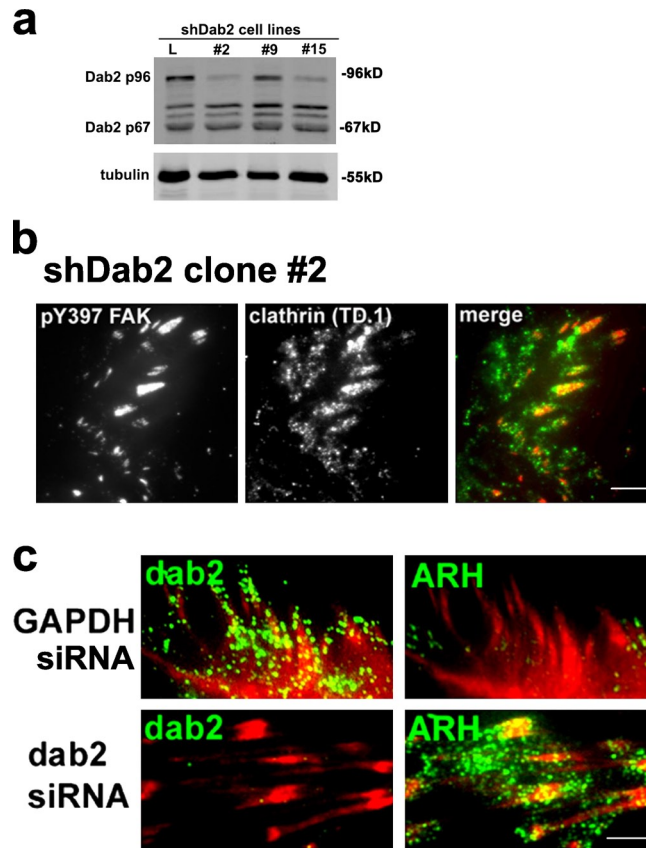 a
shDab2 cell lines
L #2 #9 #15
Dab2 p96 -96kD
Dab2 p67 -67kD
tubulin -55kD
b
shDab2 clone #2
pY397 FAK clathrin (TD.1) merge
c
dab2 ARH
GAPDH
siRNA
dab2 ARH
dab2
siRNA